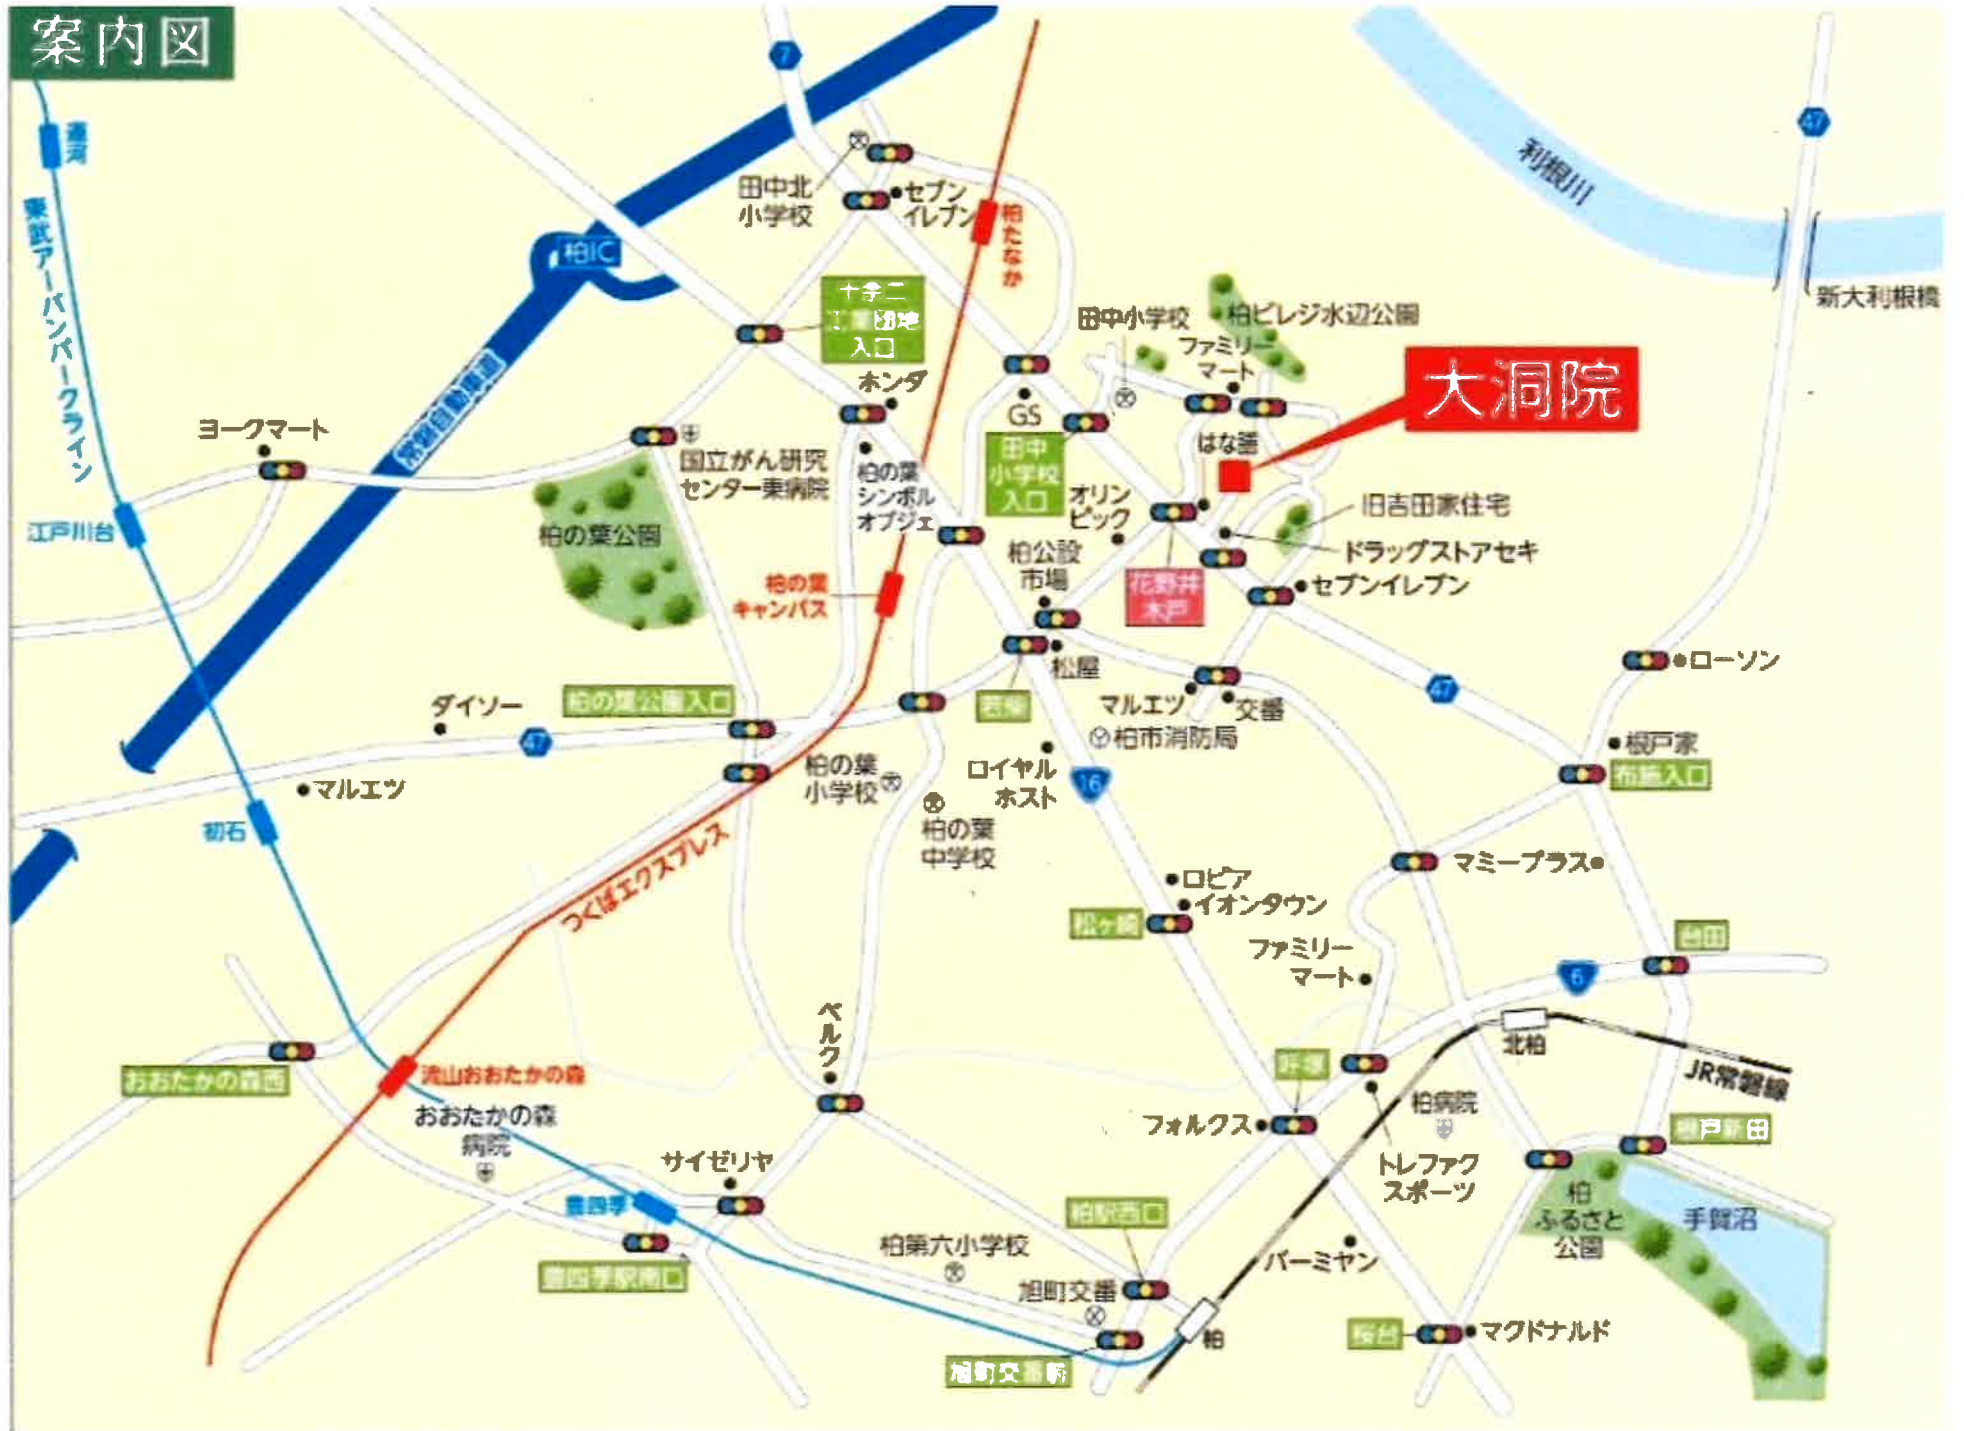 案内図
7
47
運河
利根川
田中北
小学校
セブン
イレブン
東武アーバンパークライン
柏たなか
柏IC
新大利根橋
十余二
工業団地
入口
田中小学校
柏ビレジ水辺公園
ファミリー
マート
大洞院
ホンダ
常磐自動車道
ヨークマート
GS
はな膳
国立がん研究
センター東病院
柏の葉
シンボル
オブジェ
田中
小学校
入口
オリン
ピック
旧吉田家住宅
江戸川台
柏の葉公園
柏公設
市場
ドラッグストアセキ
柏の葉
キャンパス
花野井
木戸
セブンイレブン
松屋
ローソン
ダイソー
柏の葉公園入口
若柴
マルエツ
交番
47
47
柏市消防局
根戸家
布施入口
マルエツ
柏の葉
小学校
ロイヤル
ホスト
16
初石
柏の葉
中学校
つくばエクスプレス
マミープラス
ロピア
イオンタウン
松ヶ崎
台田
ファミリー
マート
6
ベルク
北柏
おおたかの森西
流山おおたかの森
呼塚
JR常磐線
おおたかの森
病院
柏病院
フォルクス
根戸新田
サイゼリヤ
トレファク
スポーツ
豊四季
柏駅西口
柏
ふるさと
公園
手賀沼
柏第六小学校
豊四季駅南口
旭町交番
バーミヤン
柏
桜台
マクドナルド
旭町交番前